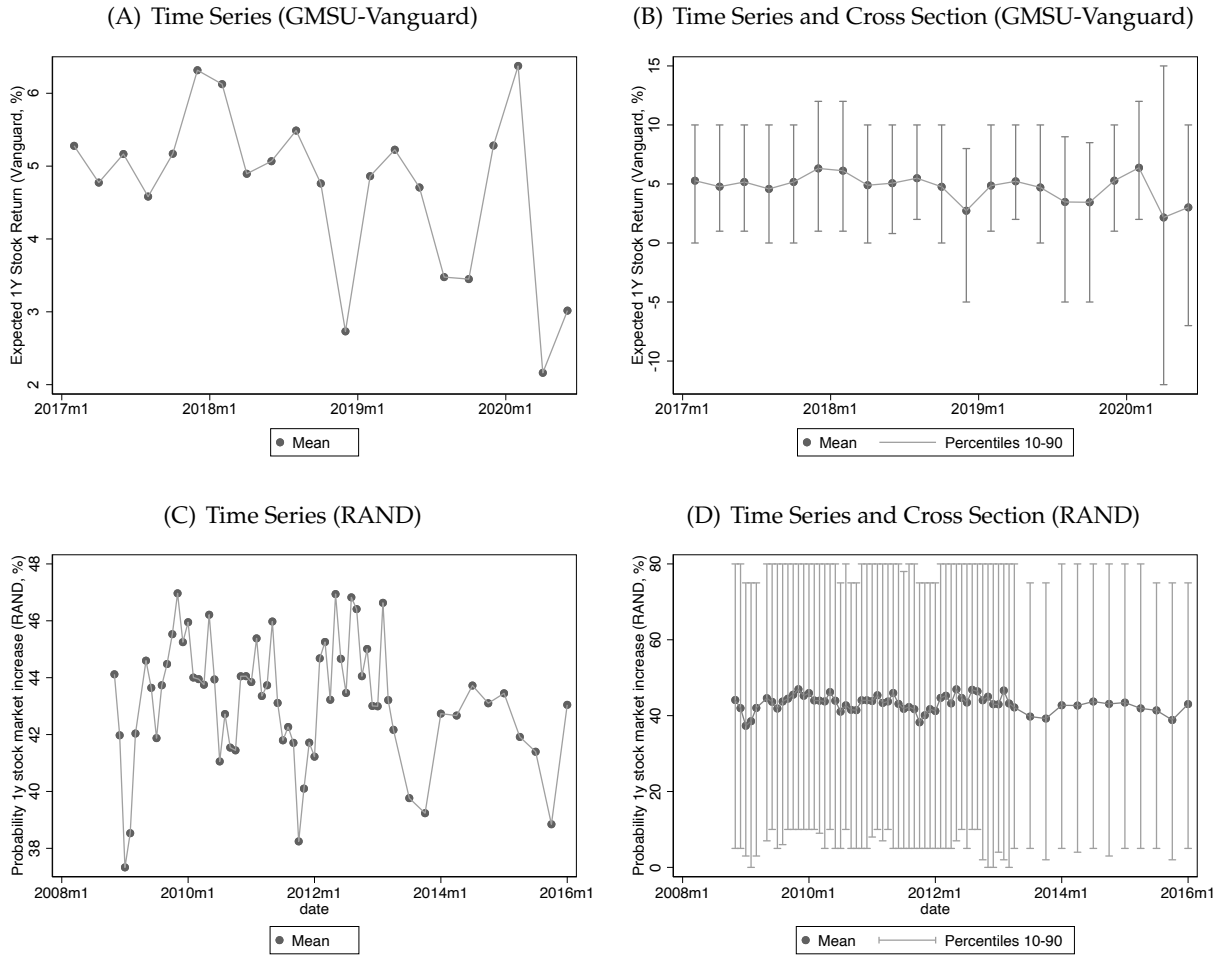 (A) Time Series (GMSU-Vanguard)
Expected 1Y Stock Return (Vanguard, %)
6
5
4
3
2
2017m1 2018m1 2019m1 2020m1
Mean
(B) Time Series and Cross Section (GMSU-Vanguard)
Expected 1Y Stock Return (Vanguard, %)
15
10
5
0
-5
-10
2017m1 2018m1 2019m1 2020m1
Mean Percentiles 10-90
(C) Time Series (RAND)
Probability 1y stock market increase (RAND, %)
48
46
44
42
40
38
2008m1 2010m1 2012m1 2014m1 2016m1
date
Mean
(D) Time Series and Cross Section (RAND)
Probability 1y stock market increase (RAND, %)
80
60
40
20
0
2008m1 2010m1 2012m1 2014m1 2016m1
date
Mean Percentiles 10-90